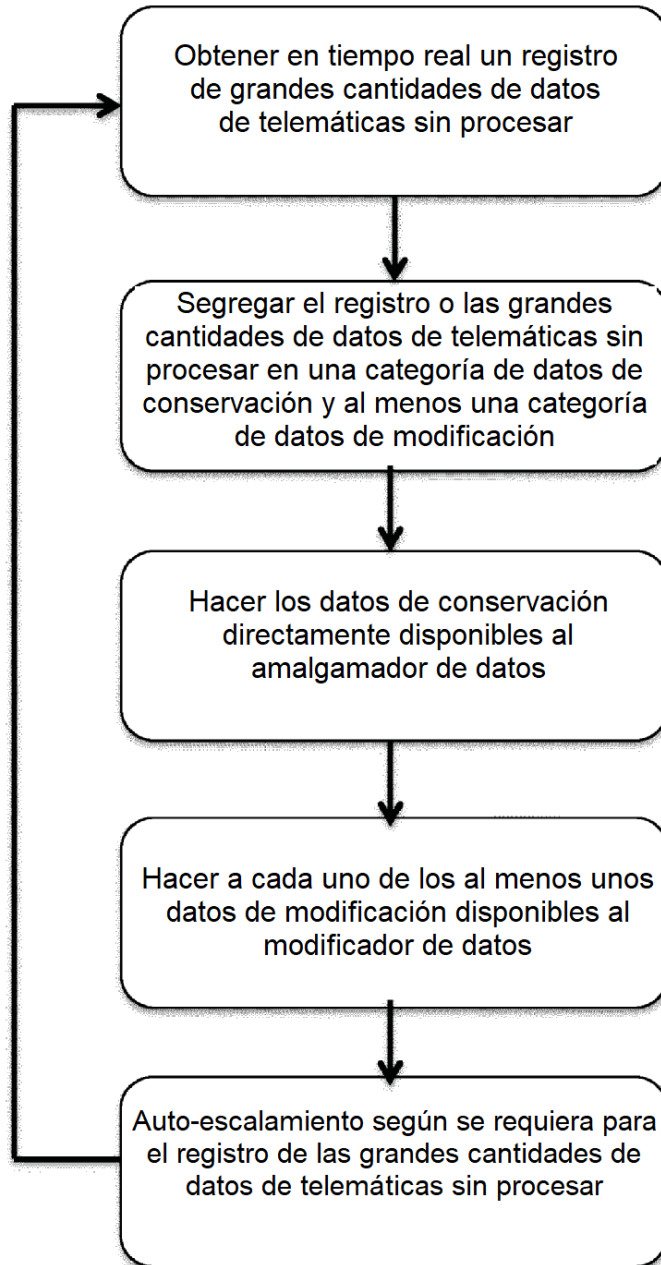 Obtener en tiempo real un registro
de grandes cantidades de datos
de telemáticas sin procesar
Segregar el registro o las grandes
cantidades de datos de telemáticas sin
procesar en una categoría de datos de
conservación y al menos una categoría
de datos de modificación
Hacer los datos de conservación
directamente disponibles al
amalgamador de datos
Hacer a cada uno de los al menos unos
datos de modificación disponibles al
modificador de datos
Auto-escalamiento según se requiera para
el registro de las grandes cantidades de
datos de telemáticas sin procesar